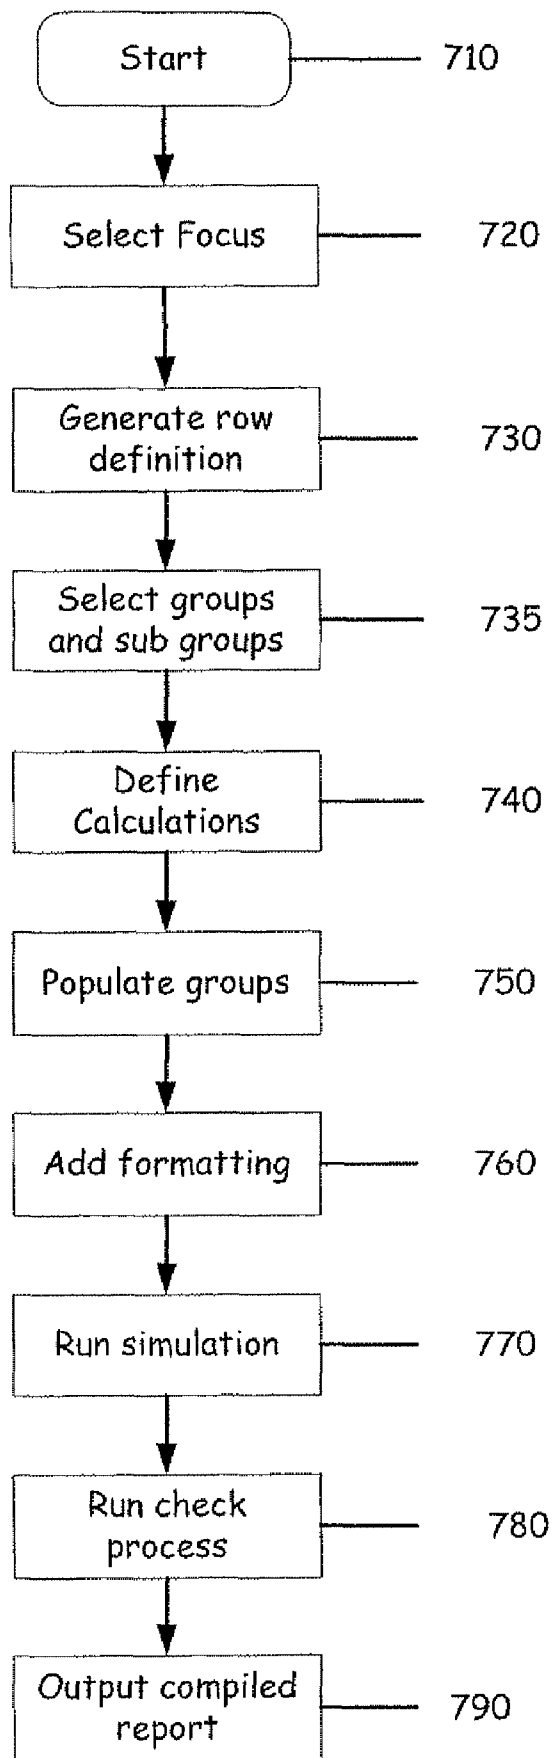 Start 710
Select Focus 720
Generate row 730
definition
Select groups 735
and sub groups
Define 740
Calculations
Populate groups 750
Add formatting 760
Run simulation 770
Run check 780
process
Output compiled 790
report